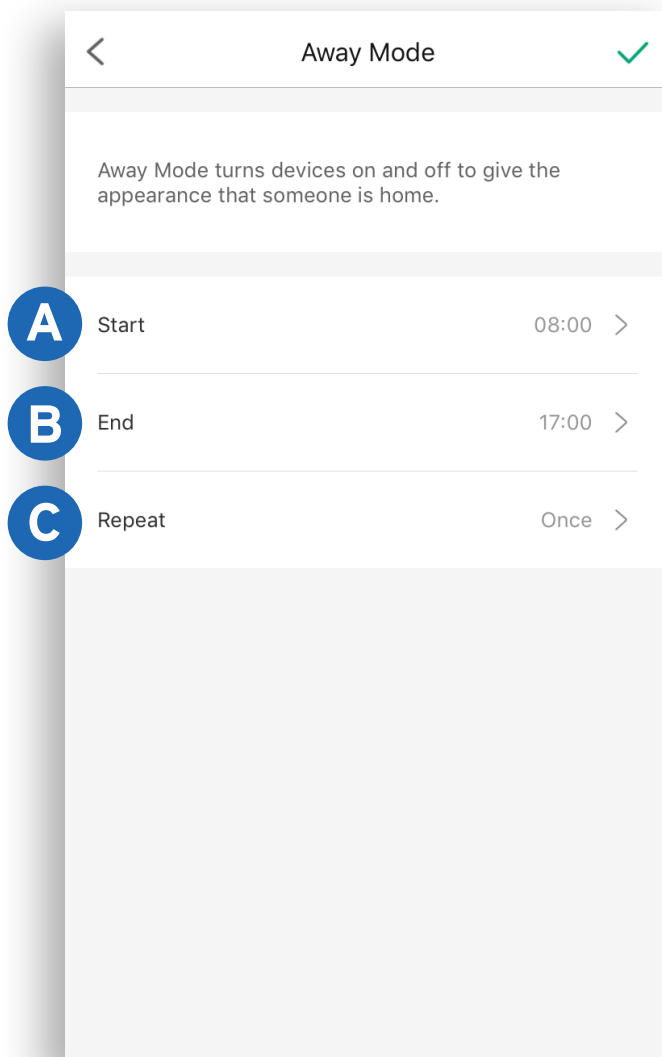 Away Mode
Away Mode turns devices on and off to give the
appearance that someone is home.
A Start 08:00
B End 17:00
C Repeat Once